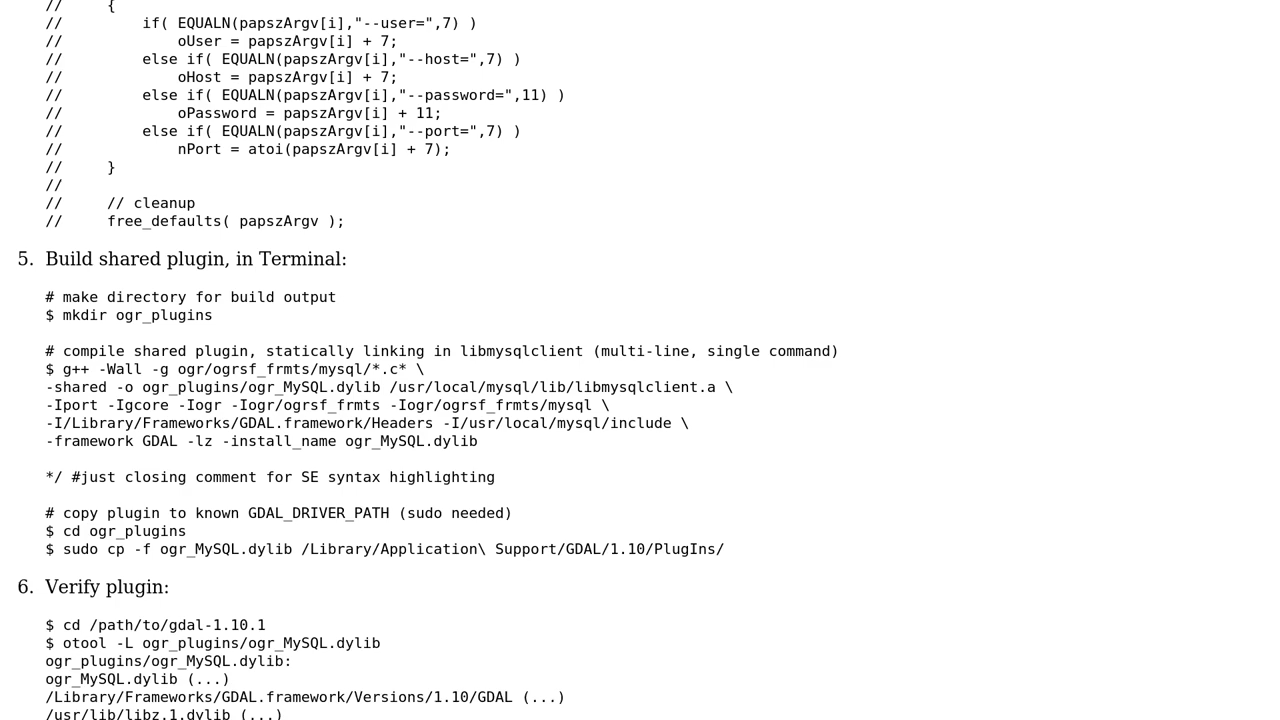 //     {
//         if( EQUALN(papszArgv[i],"--user=",7) )
//             oUser = papszArgv[i] + 7;
//         else if( EQUALN(papszArgv[i],"--host=",7) )
//             oHost = papszArgv[i] + 7;
//         else if( EQUALN(papszArgv[i],"--password=",11) )
//             oPassword = papszArgv[i] + 11;
//         else if( EQUALN(papszArgv[i],"--port=",7) )
//             nPort = atoi(papszArgv[i] + 7);
//     }
//
//     // cleanup
//     free_defaults( papszArgv );
5. Build shared plugin, in Terminal:
# make directory for build output
$ mkdir ogr_plugins
# compile shared plugin, statically linking in libmysqlclient (multi-line, single command)
$ g++ -Wall -g ogr/ogrsf_frmts/mysql/*.c* \
-shared -o ogr_plugins/ogr_MySQL.dylib /usr/local/mysql/lib/libmysqlclient.a \
-Iport -Igcore -Iogr -Iogr/ogrsf_frmts -Iogr/ogrsf_frmts/mysql \
-I/Library/Frameworks/GDAL.framework/Headers -I/usr/local/mysql/include \
-framework GDAL -lz -install_name ogr_MySQL.dylib
*/ #just closing comment for SE syntax highlighting
# copy plugin to known GDAL_DRIVER_PATH (sudo needed)
$ cd ogr_plugins
$ sudo cp -f ogr_MySQL.dylib /Library/Application\ Support/GDAL/1.10/PlugIns/
6. Verify plugin:
$ cd /path/to/gdal-1.10.1
$ otool -L ogr_plugins/ogr_MySQL.dylib
ogr_plugins/ogr_MySQL.dylib:
ogr_MySQL.dylib (...)
/Library/Frameworks/GDAL.framework/Versions/1.10/GDAL (...)
/usr/lib/libz.1.dylib (...)